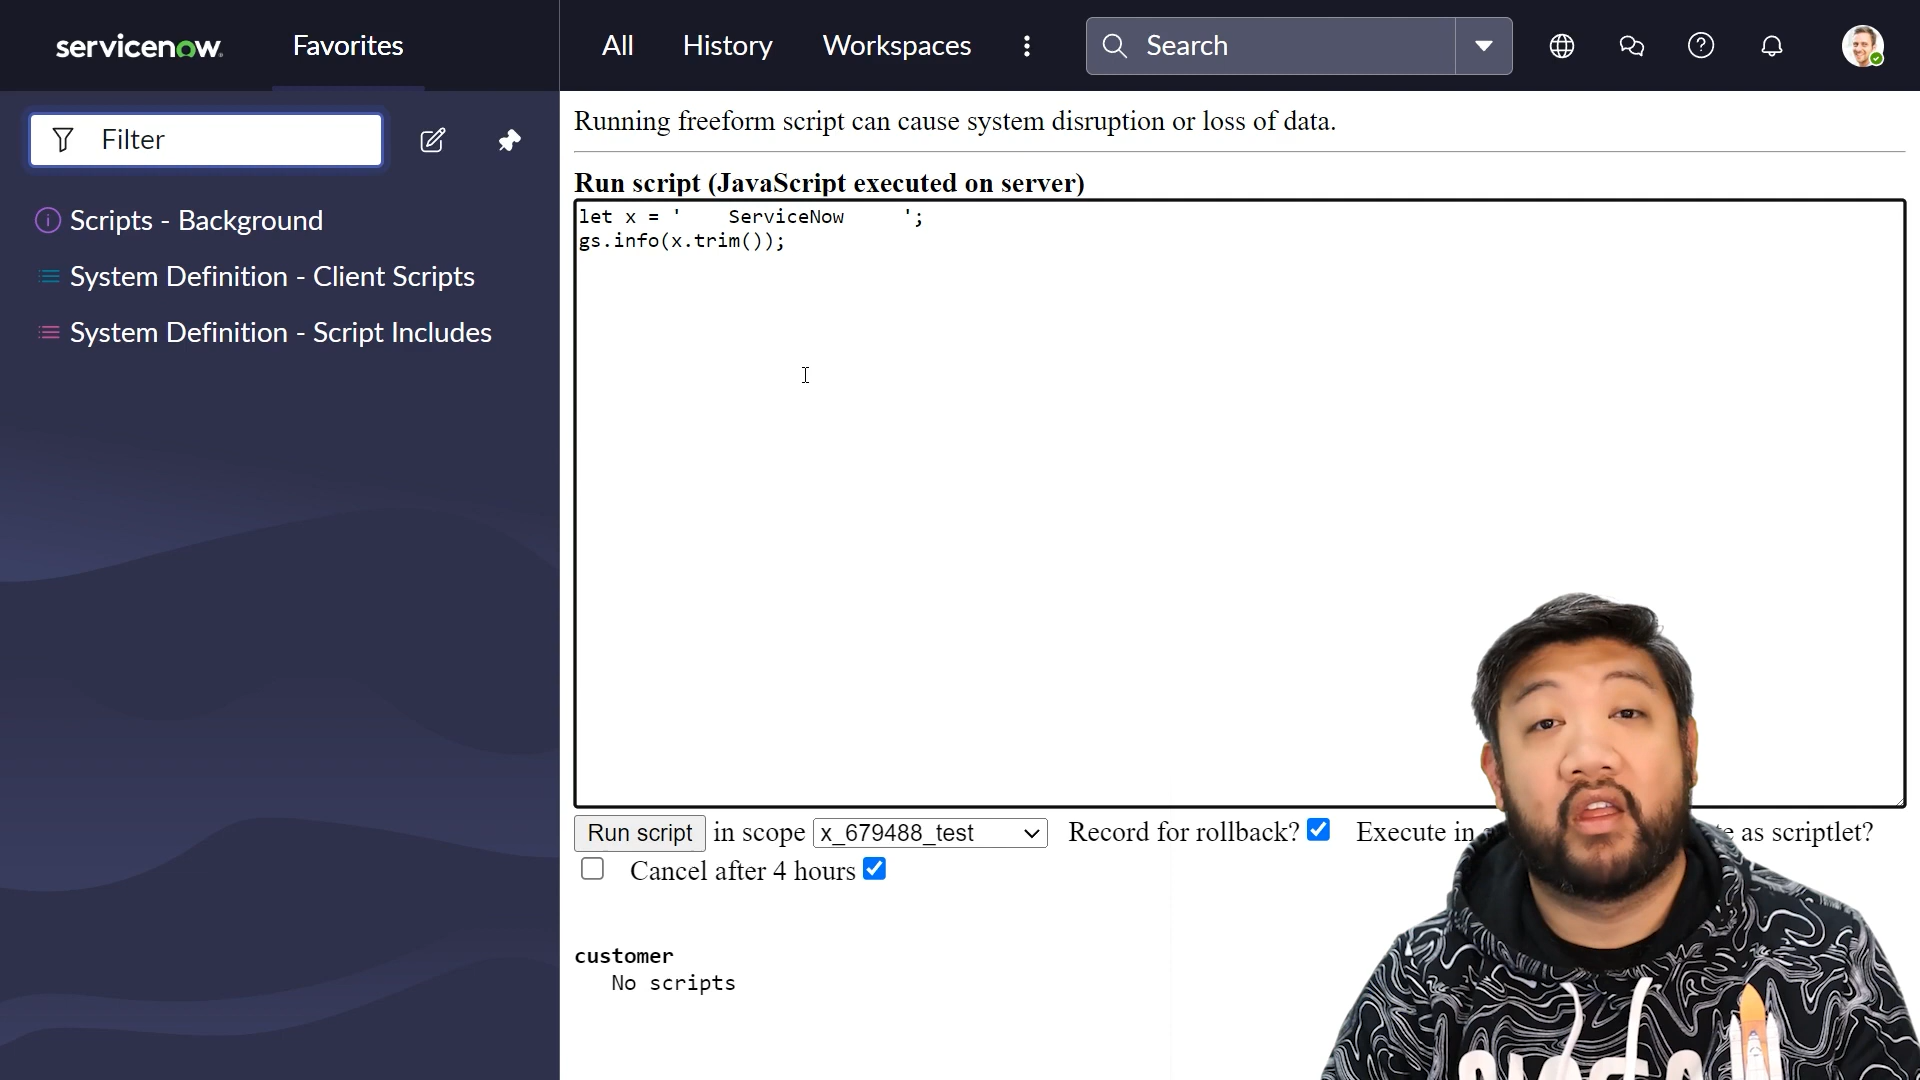 servicenow
Favorites
All
History
Workspaces
Search
Filter
Scripts - Background
System Definition - Client Scripts
System Definition - Script Includes
Running freeform script can cause system disruption or loss of data.
Run script (JavaScript executed on server)
let x = '    ServiceNow     ';
gs.info(x.trim());
Run script in scope x_679488_test Record for rollback? Execute in as scriptlet?
Cancel after 4 hours
customer
No scripts